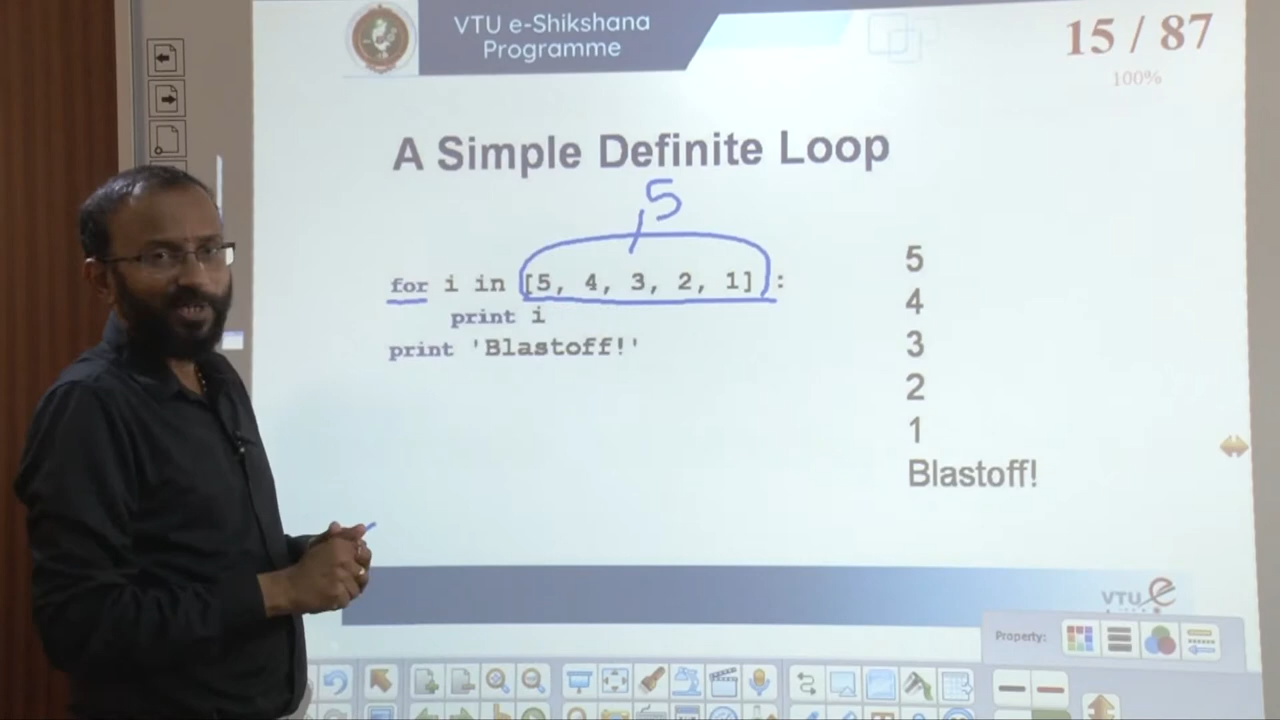 VTU e-Shikshana
Programme
15 / 87
100%
A Simple Definite Loop
5
for i in [5, 4, 3, 2, 1] :
print i
print 'Blastoff!'
5
4
3
2
1
Blastoff!
VTU e
Property: